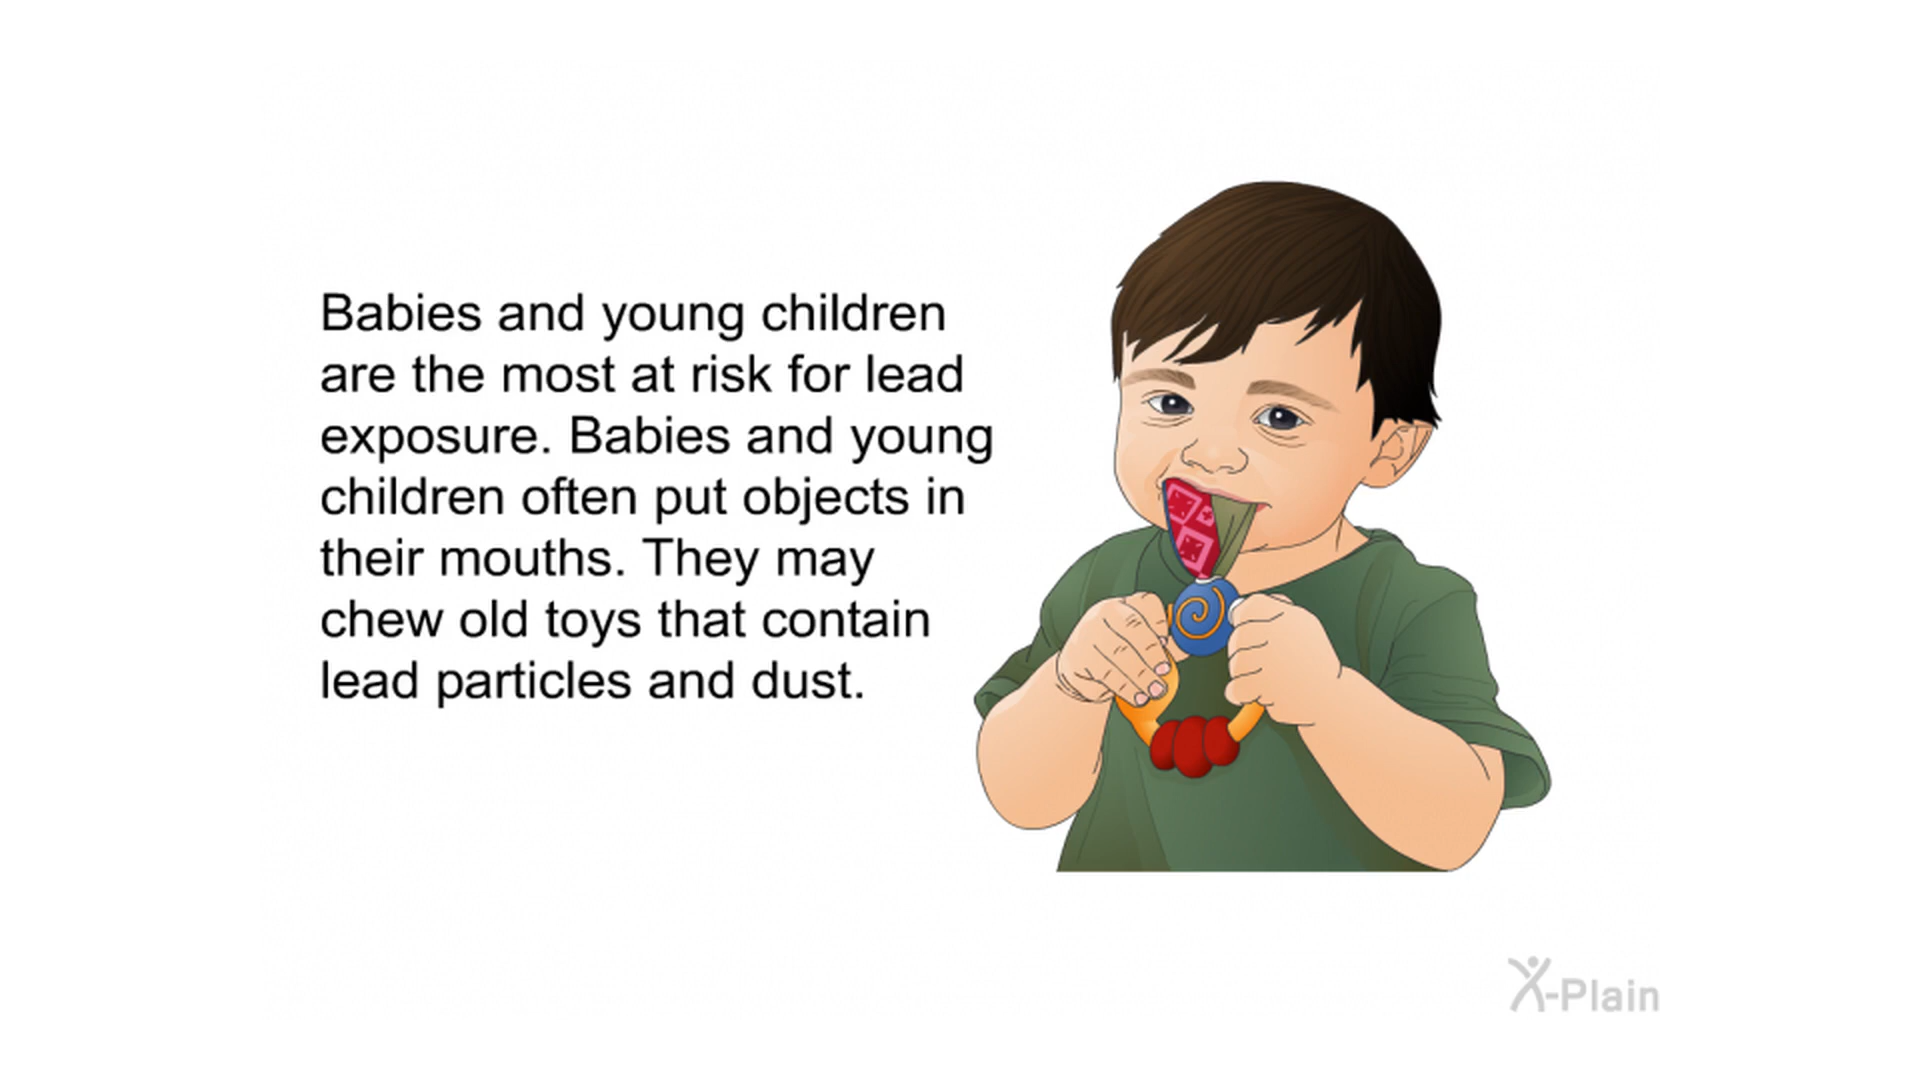 Babies and young children
are the most at risk for lead
exposure. Babies and young
children often put objects in
their mouths. They may
chew old toys that contain
lead particles and dust.
X-Plain